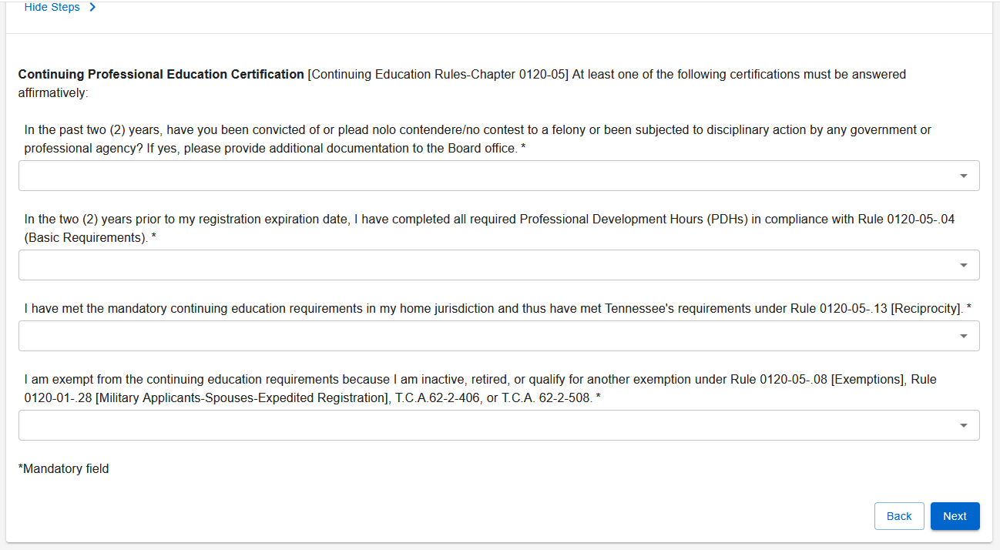 Hide Steps
Continuing Professional Education Certification [Continuing Education Rules-Chapter 0120-05] At least one of the following certifications must be answered
affirmatively:
In the past two (2) years, have you been convicted of or plead nolo contendere/no contest to a felony or been subjected to disciplinary action by any government or
professional agency? If yes, please provide additional documentation to the Board office. *
In the two (2) years prior to my registration expiration date, I have completed all required Professional Development Hours (PDHs) in compliance with Rule 0120-05-.04
(Basic Requirements). *
I have met the mandatory continuing education requirements in my home jurisdiction and thus have met Tennessee's requirements under Rule 0120-05-.13 [Reciprocity]. *
I am exempt from the continuing education requirements because I am inactive, retired, or qualify for another exemption under Rule 0120-05-.08 [Exemptions], Rule
0120-01-.28 [Military Applicants-Spouses-Expedited Registration], T.C.A.62-2-406, or T.C.A. 62-2-508. *
*Mandatory field
Back
Next